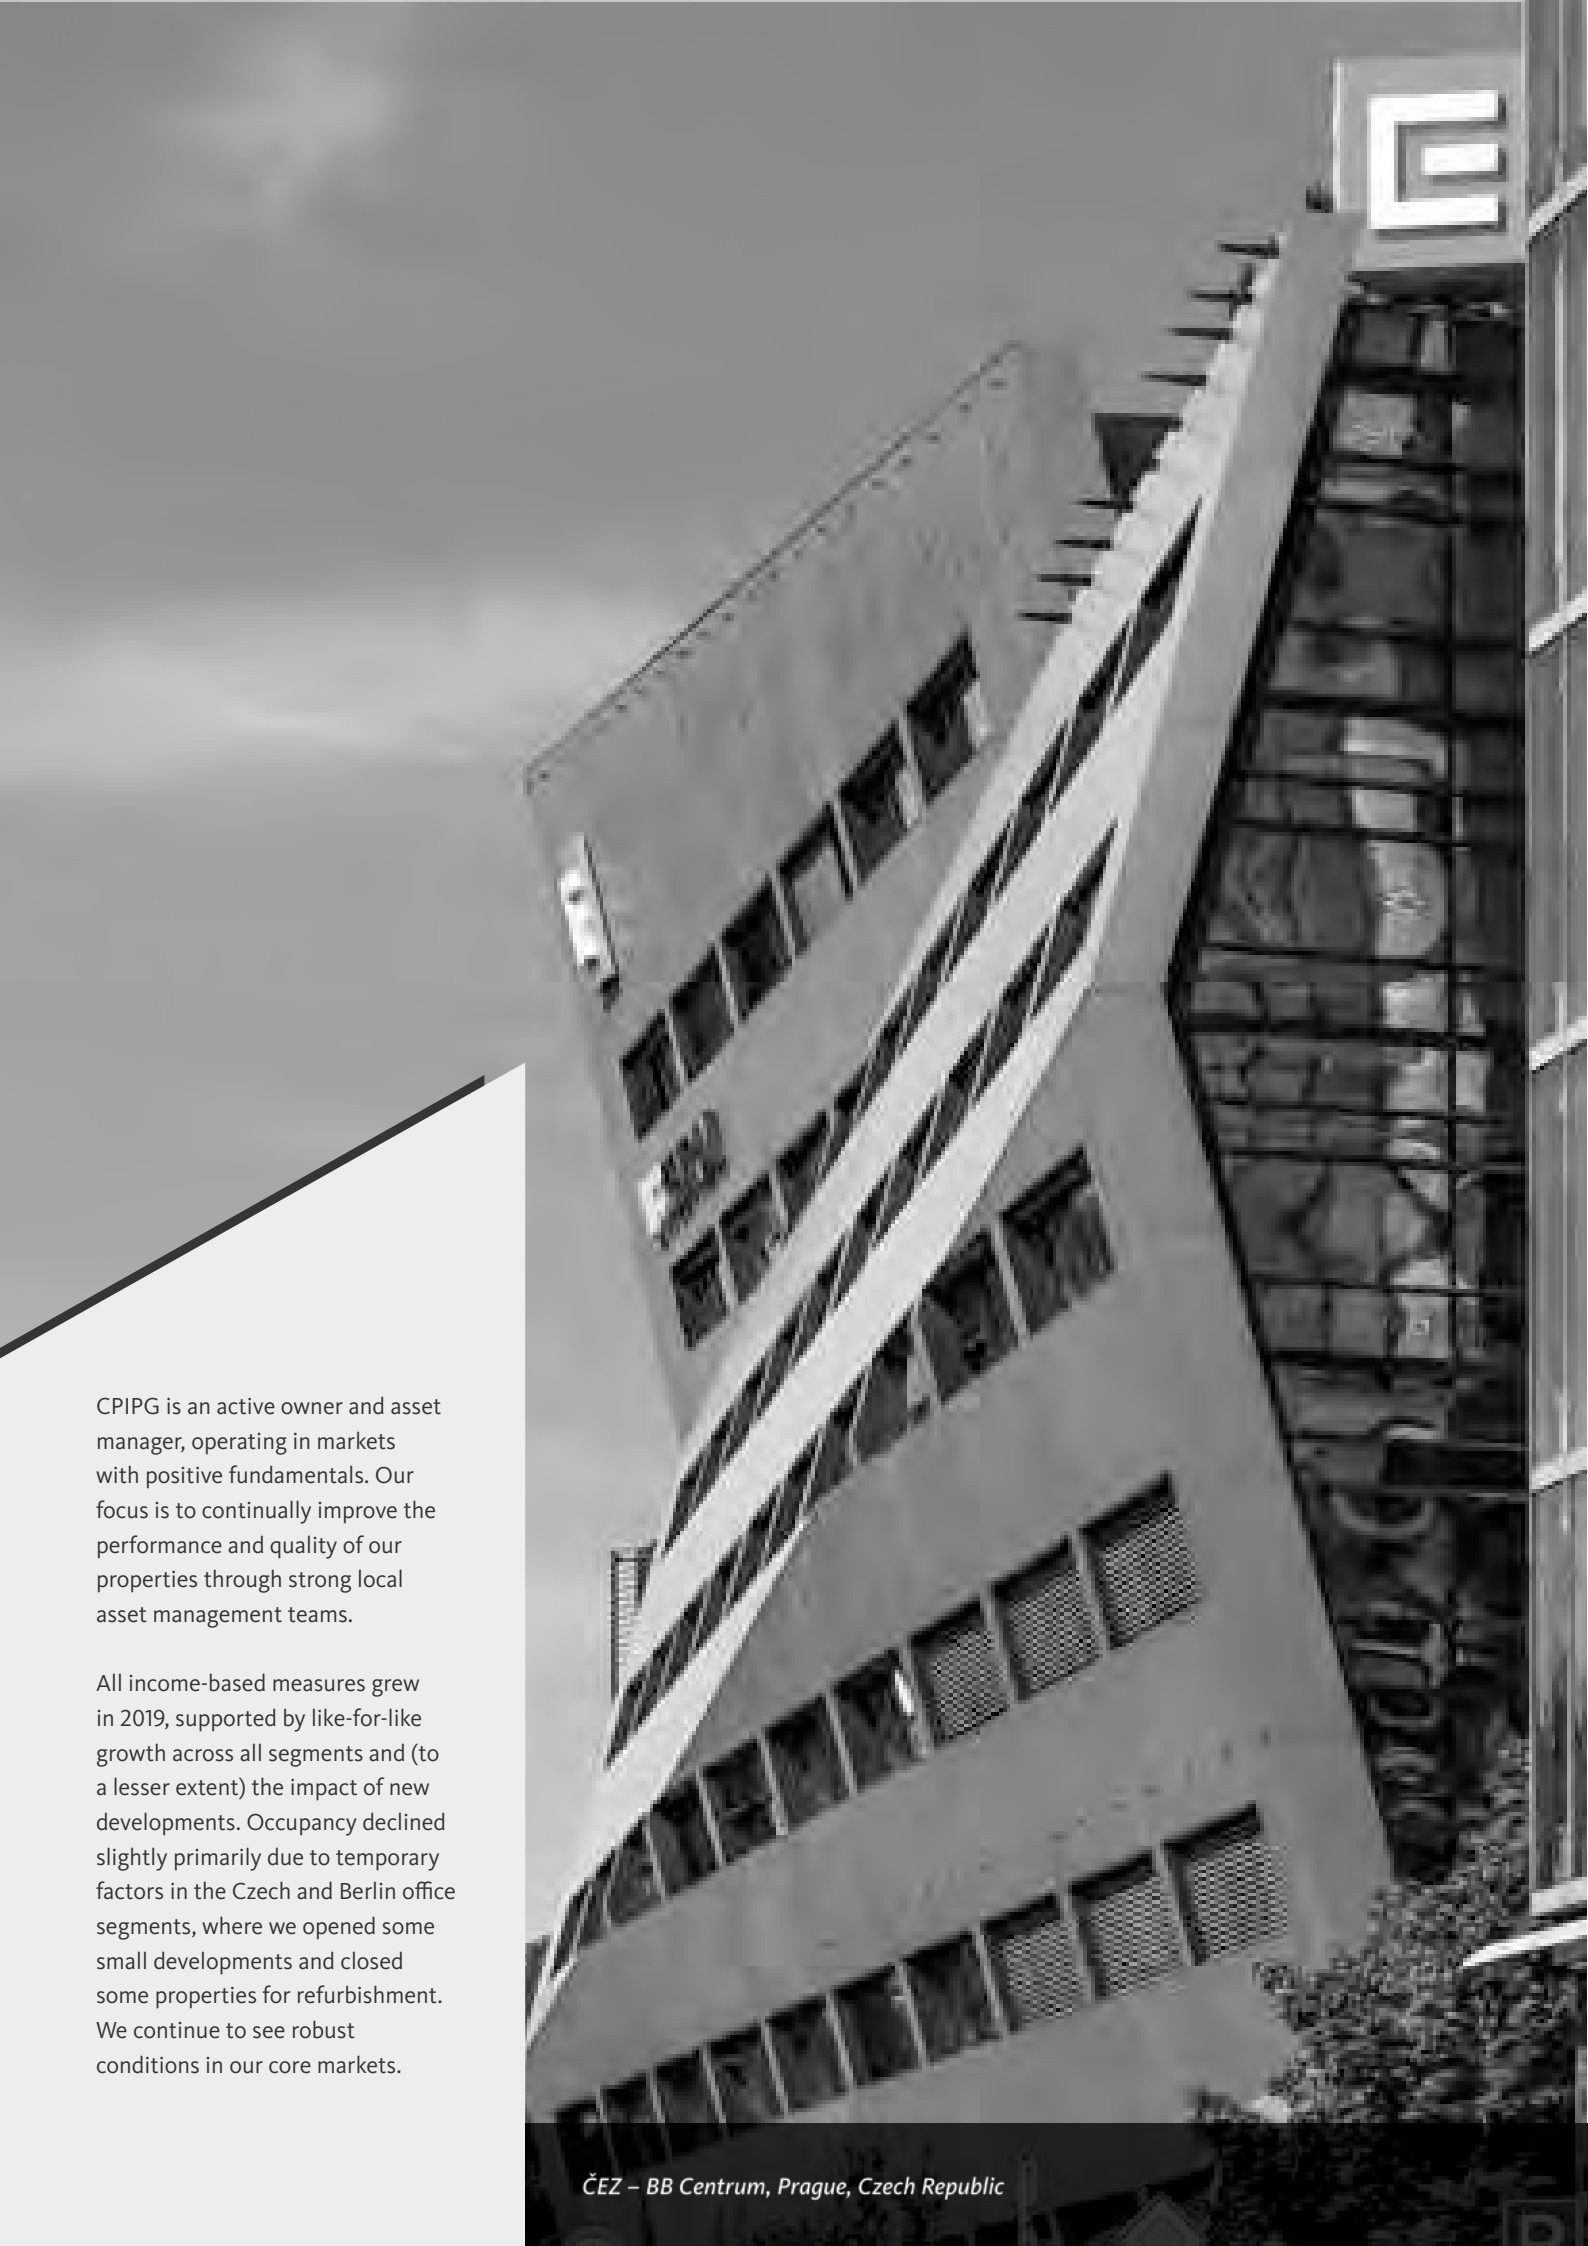 CPIPG is an active owner and asset
manager, operating in markets
with positive fundamentals. Our
focus is to continually improve the
performance and quality of our
properties through strong local
asset management teams.
All income-based measures grew
in 2019, supported by like-for-like
growth across all segments and (to
a lesser extent) the impact of new
developments. Occupancy declined
slightly primarily due to temporary
factors in the Czech and Berlin office
segments, where we opened some
small developments and closed
some properties for refurbishment.
We continue to see robust
conditions in our core markets.
ČEZ – BB Centrum, Prague, Czech Republic